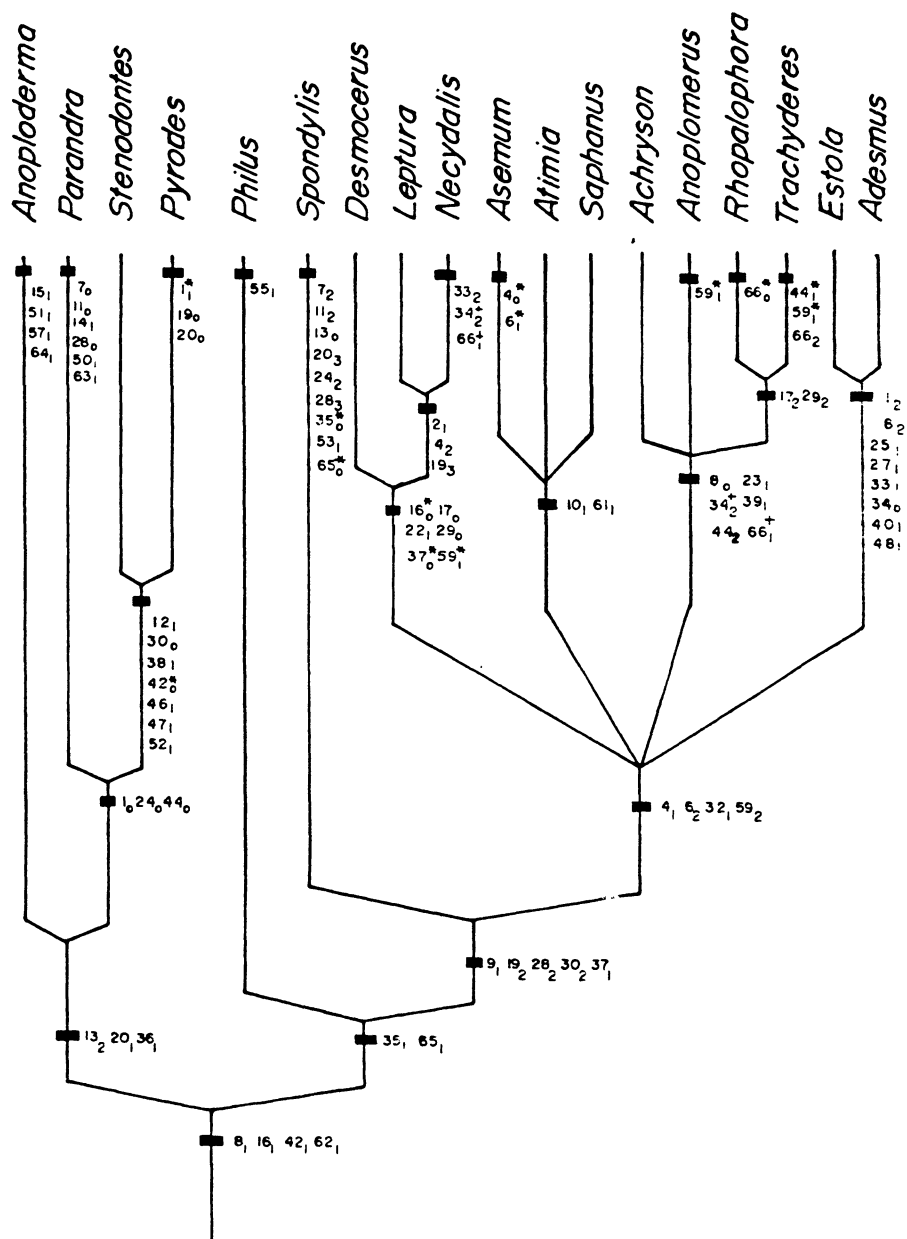 Anoploderma
Parandra
Stenodontes
Pyrodes
Philus
Spondylis
Desmocerus
Leptura
Necydalis
Asemum
Atimia
Saphanus
Achryson
Anoplomerus
Rhopalophora
Trachyderes
Estola
Adesmus
15₁
51₁
57₁
64₁
7₀
11₀
14₁
28₀
50₁
63₁
1₁*
19₀
20₀
55₁
7₂
11₂
13₀
20₃
24₂
28₃
35₀*
53₁
65₀*
33₂
34₂⁺
66₁⁺
4₀*
6₁*
59₁*
66₀*
44₁*
59₁*
66₂
2₁
4₂
19₃
17₂ 29₂
1₂
6₂
25₁
27₁
33₁
34₀
40₁
48₁
16₀* 17₀
22₁ 29₀
37₀* 59₁*
10₁ 61₁
8₀ 23₁
34₂⁺ 39₁
44₂ 66₁⁺
12₁
30₀
38₁
42₀*
46₁
47₁
52₁
1₀ 24₀ 44₀
4₁ 6₂ 32₁ 59₂
9₁ 19₂ 28₂ 30₂ 37₁
13₂ 20₁ 36₁
35₁ 65₁
8₁ 16₁ 42₁ 62₁